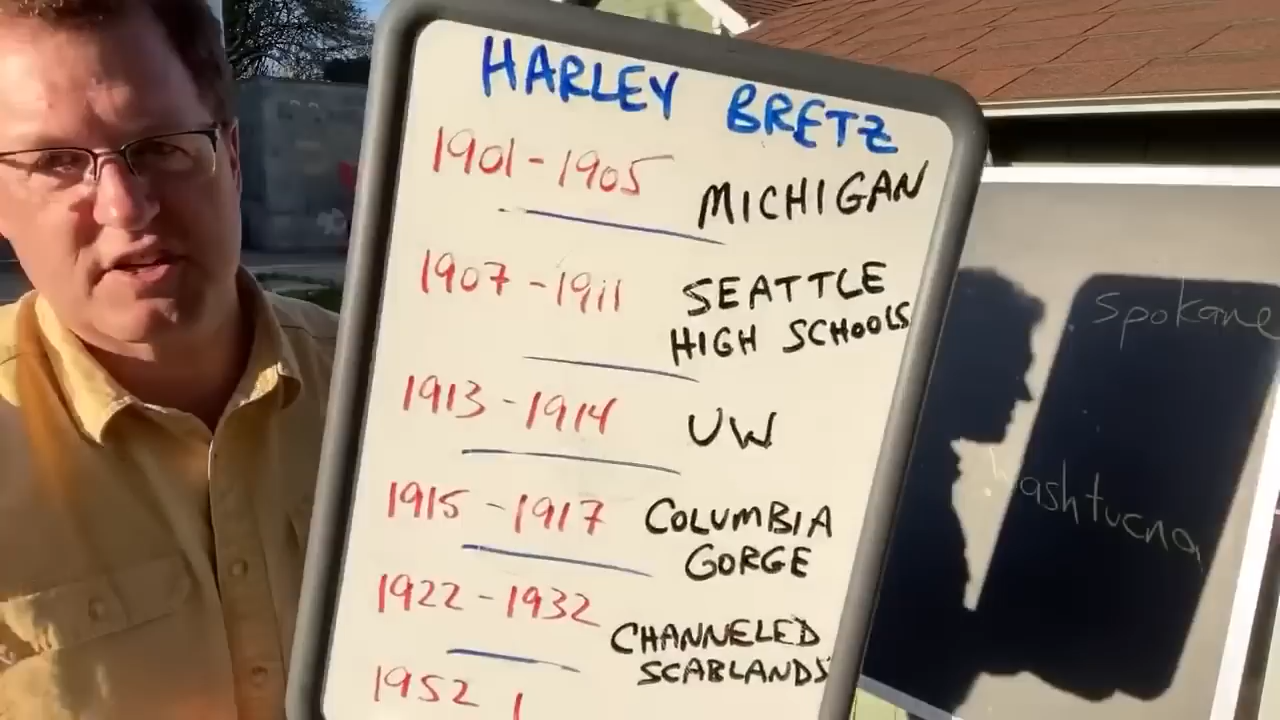 HARLEY BRETZ
1901-1905 MICHIGAN
1907-1911 SEATTLE
HIGH SCHOOLS
1913-1914 UW
1915-1917 COLUMBIA
GORGE
1922-1932 CHANNELED
SCABLANDS
1952
Spokane
Washtucna